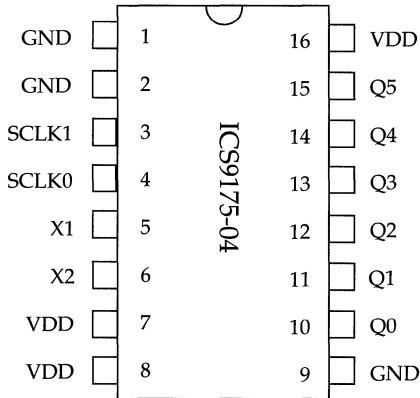 GND 1 16 VDD
GND 2 15 Q5
SCLK1 3 14 Q4
SCLK0 4 13 Q3
X1 5 12 Q2
X2 6 11 Q1
VDD 7 10 Q0
VDD 8 9 GND
ICS9175-04